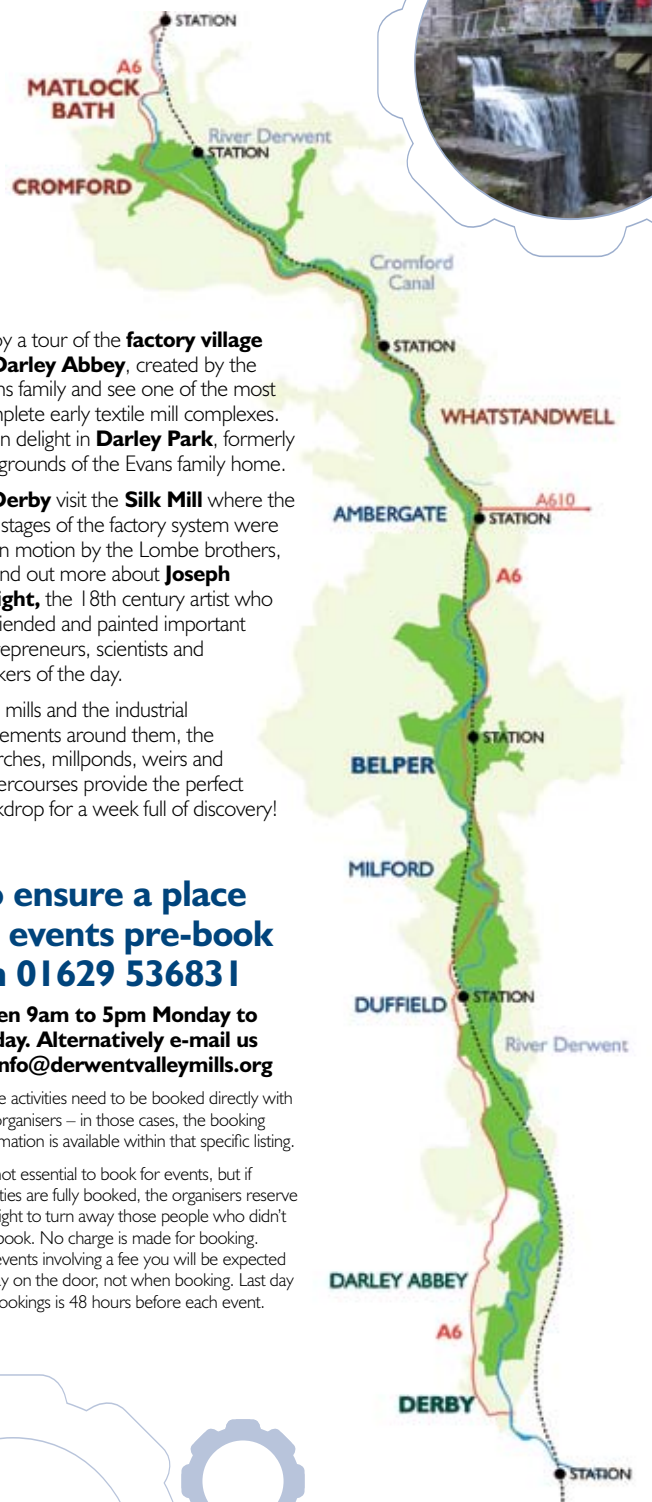 STATION
A6
MATLOCK
BATH
River Derwent
STATION
CROMFORD
Cromford
Canal
STATION
WHATSTANDWELL
AMBERGATE
A610
STATION
A6
STATION
BELPER
MILFORD
DUFFIELD
STATION
River Derwent
DARLEY ABBEY
A6
DERBY
STATION
oy a tour of the factory village
Darley Abbey, created by the
ns family and see one of the most
plete early textile mill complexes.
n delight in Darley Park, formerly
grounds of the Evans family home.
Derby visit the Silk Mill where the
stages of the factory system were
n motion by the Lombe brothers,
nd out more about Joseph
ight, the 18th century artist who
iended and painted important
repreneurs, scientists and
kers of the day.
mills and the industrial
ements around them, the
rches, millponds, weirs and
ercourses provide the perfect
kdrop for a week full of discovery!
o ensure a place
events pre-book
n 01629 536831
en 9am to 5pm Monday to
day. Alternatively e-mail us
info@derwentvalleymills.org
e activities need to be booked directly with
organisers – in those cases, the booking
rmation is available within that specific listing.
not essential to book for events, but if
ties are fully booked, the organisers reserve
ight to turn away those people who didn't
book. No charge is made for booking.
events involving a fee you will be expected
ay on the door, not when booking. Last day
ookings is 48 hours before each event.